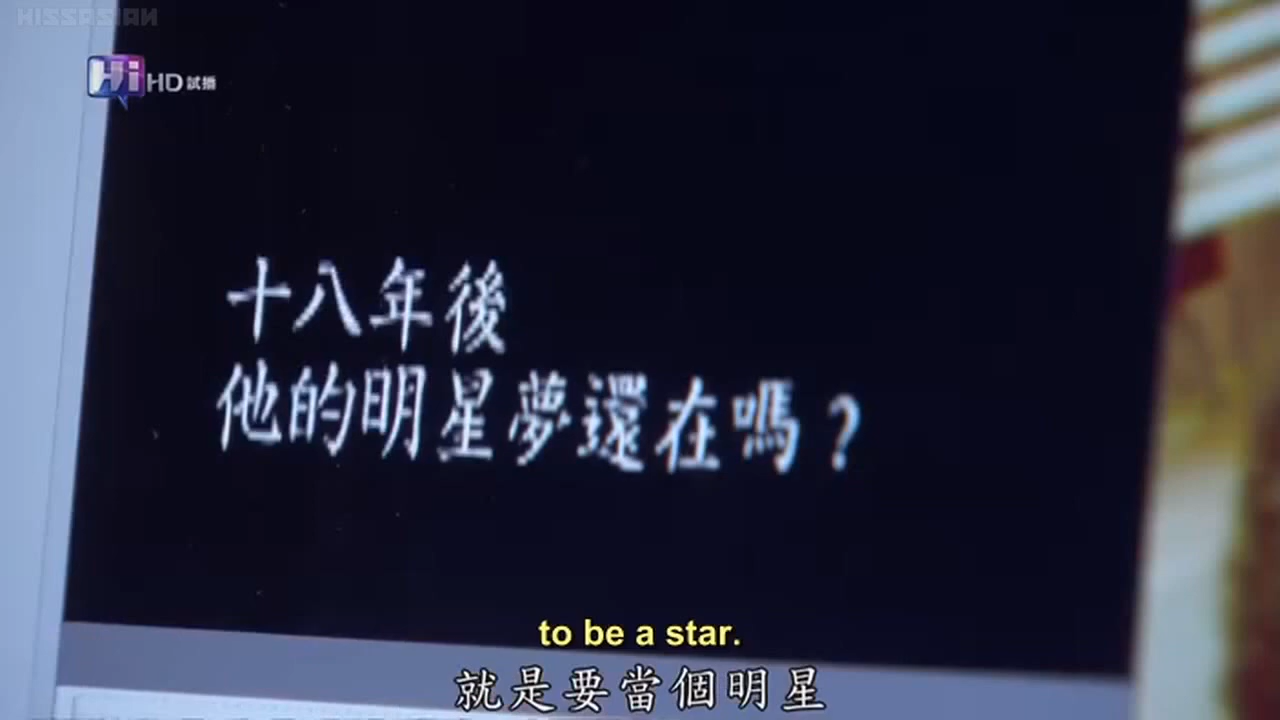 KISSASIAN
Hi HD 試播
十八年後
他的明星夢還在嗎？
to be a star.
就是要當個明星